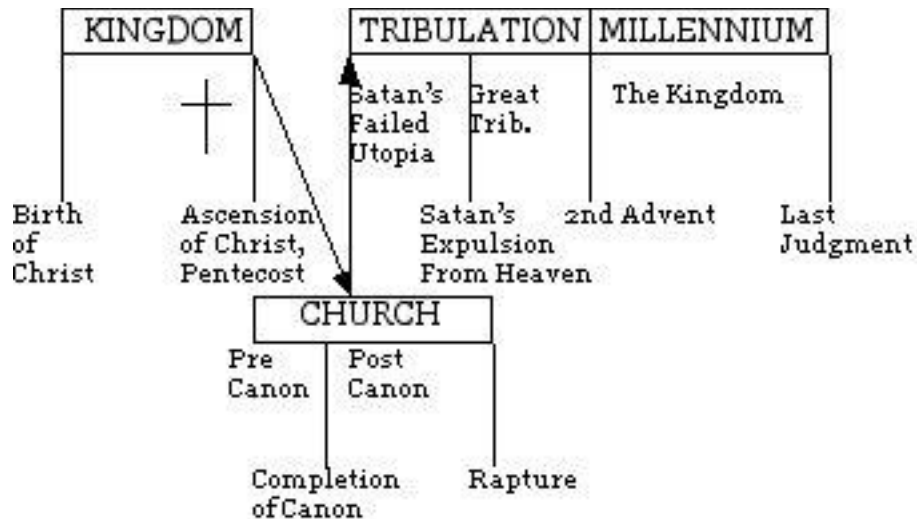 KINGDOM
TRIBULATION
MILLENNIUM
Satan's
Failed
Utopia
Great
Trib.
The Kingdom
Birth
of
Christ
Ascension
of Christ,
Pentecost
Satan's
Expulsion
From Heaven
2nd Advent
Last
Judgment
CHURCH
Pre
Canon
Post
Canon
Completion
of Canon
Rapture